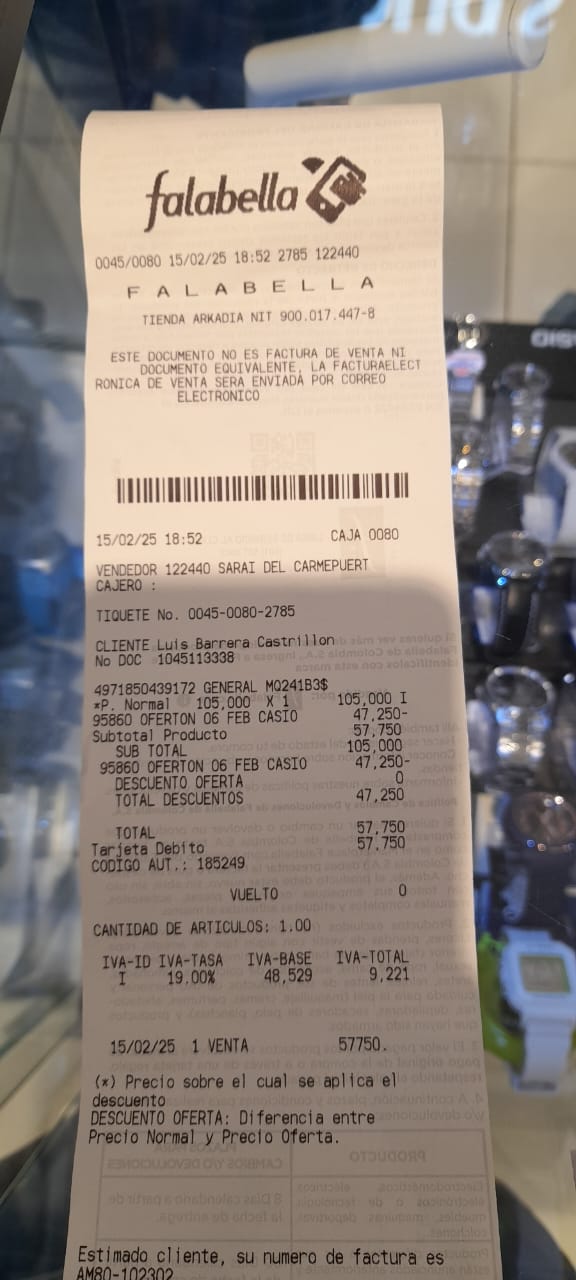 falabella
0045/0080 15/02/25 18:52 2785 122440
F A L A B E L L A
TIENDA ARKADIA NIT 900.017.447-8
ESTE DOCUMENTO NO ES FACTURA DE VENTA NI
DOCUMENTO EQUIVALENTE, LA FACTURAELECT
RONICA DE VENTA SERA ENVIADA POR CORREO
ELECTRONICO
15/02/25 18:52 CAJA 0080
VENDEDOR 122440 SARAI DEL CARMEPUERT
CAJERO :
TIQUETE No. 0045-0080-2785
CLIENTE Luis Barrera Castrillon
No DOC 1045113338
4971850439172 GENERAL MQ241B3$
*P. Normal 105,000 X 1 105,000 I
95860 OFERTON 06 FEB CASIO 47,250-
Subtotal Producto 57,750
SUB TOTAL 105,000
95860 OFERTON 06 FEB CASIO 47,250-
DESCUENTO OFERTA 0
TOTAL DESCUENTOS 47,250
TOTAL 57,750
Tarjeta Debito 57,750
CODIGO AUT.: 185249
VUELTO 0
CANTIDAD DE ARTICULOS: 1.00
IVA-ID IVA-TASA IVA-BASE IVA-TOTAL
I 19.00% 48,529 9,221
15/02/25 1 VENTA 57750.
(*) Precio sobre el cual se aplica el
descuento
DESCUENTO OFERTA: Diferencia entre
Precio Normal y Precio Oferta.
Estimado cliente, su numero de factura es
AM80-102302